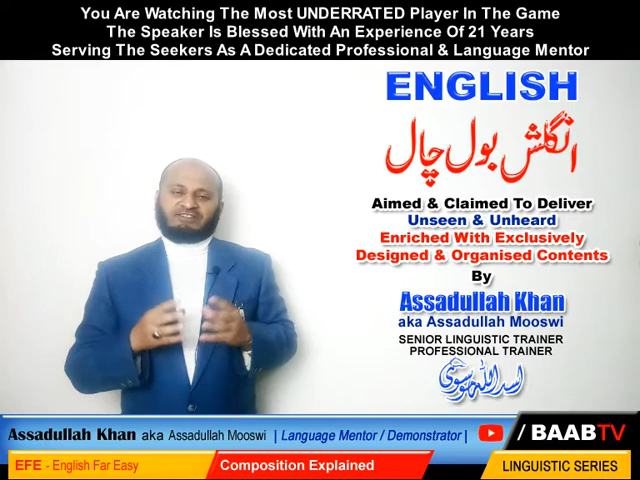 You Are Watching The Most UNDERRATED Player In The Game
The Speaker Is Blessed With An Experience Of 21 Years
Serving The Seekers As A Dedicated Professional & Language Mentor
ENGLISH
انگلش بول چال
Aimed & Claimed To Deliver
Unseen & Unheard
Enriched With Exclusively
Designed & Organised Contents
By
Assadullah Khan
aka Assadullah Mooswi
SENIOR LINGUISTIC TRAINER
PROFESSIONAL TRAINER
اسد اللہ موسوی
Assadullah Khan aka Assadullah Mooswi | Language Mentor / Demonstrator | / BAABTV
EFE - English Far Easy Composition Explained LINGUISTIC SERIES